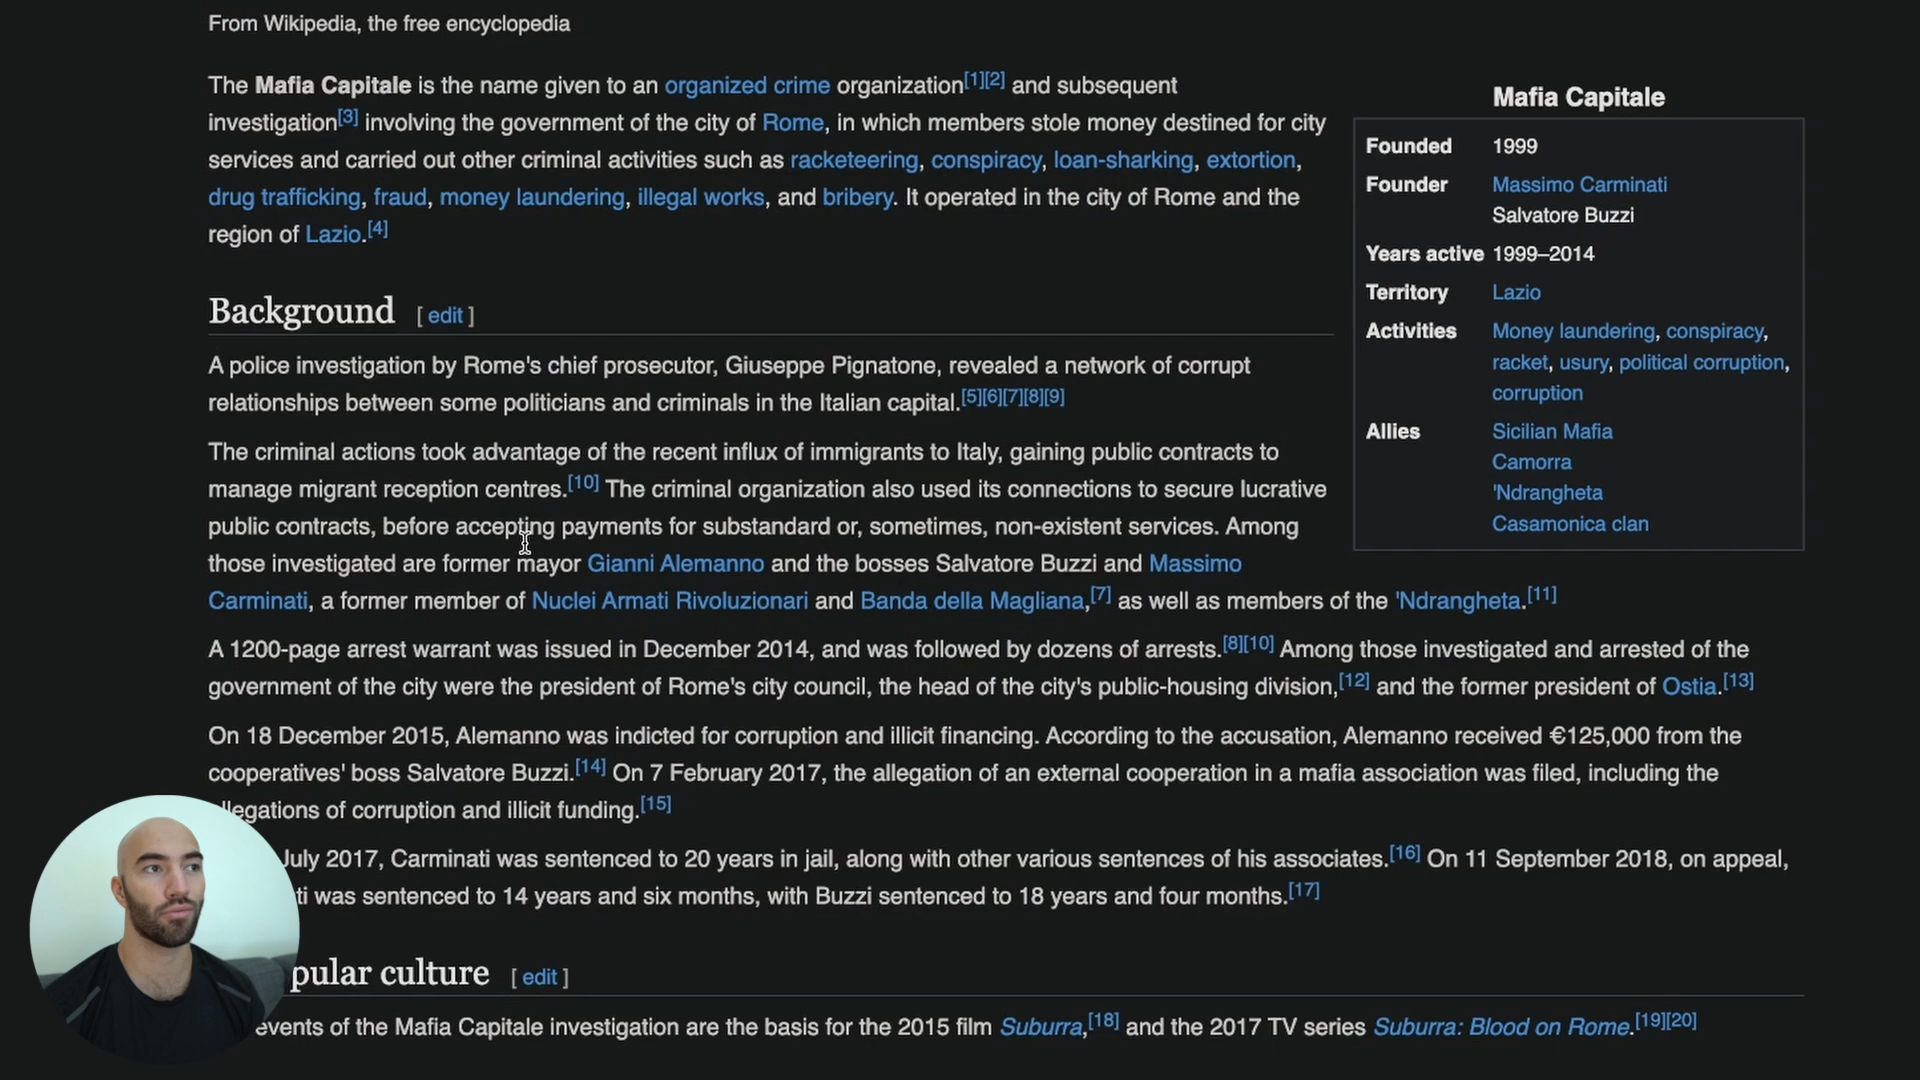 From Wikipedia, the free encyclopedia
The Mafia Capitale is the name given to an organized crime organization[1][2] and subsequent
investigation[3] involving the government of the city of Rome, in which members stole money destined for city
services and carried out other criminal activities such as racketeering, conspiracy, loan-sharking, extortion,
drug trafficking, fraud, money laundering, illegal works, and bribery. It operated in the city of Rome and the
region of Lazio.[4]
Mafia Capitale
Founded 1999
Founder Massimo Carminati
Salvatore Buzzi
Years active 1999–2014
Territory Lazio
Activities Money laundering, conspiracy,
racket, usury, political corruption,
corruption
Allies Sicilian Mafia
Camorra
'Ndrangheta
Casamonica clan
Background [ edit ]
A police investigation by Rome's chief prosecutor, Giuseppe Pignatone, revealed a network of corrupt
relationships between some politicians and criminals in the Italian capital.[5][6][7][8][9]
The criminal actions took advantage of the recent influx of immigrants to Italy, gaining public contracts to
manage migrant reception centres.[10] The criminal organization also used its connections to secure lucrative
public contracts, before accepting payments for substandard or, sometimes, non-existent services. Among
those investigated are former mayor Gianni Alemanno and the bosses Salvatore Buzzi and Massimo
Carminati, a former member of Nuclei Armati Rivoluzionari and Banda della Magliana,[7] as well as members of the 'Ndrangheta.[11]
A 1200-page arrest warrant was issued in December 2014, and was followed by dozens of arrests.[8][10] Among those investigated and arrested of the
government of the city were the president of Rome's city council, the head of the city's public-housing division,[12] and the former president of Ostia.[13]
On 18 December 2015, Alemanno was indicted for corruption and illicit financing. According to the accusation, Alemanno received €125,000 from the
cooperatives' boss Salvatore Buzzi.[14] On 7 February 2017, the allegation of an external cooperation in a mafia association was filed, including the
llegations of corruption and illicit funding.[15]
July 2017, Carminati was sentenced to 20 years in jail, along with other various sentences of his associates.[16] On 11 September 2018, on appeal,
ti was sentenced to 14 years and six months, with Buzzi sentenced to 18 years and four months.[17]
pular culture [ edit ]
events of the Mafia Capitale investigation are the basis for the 2015 film Suburra,[18] and the 2017 TV series Suburra: Blood on Rome.[19][20]